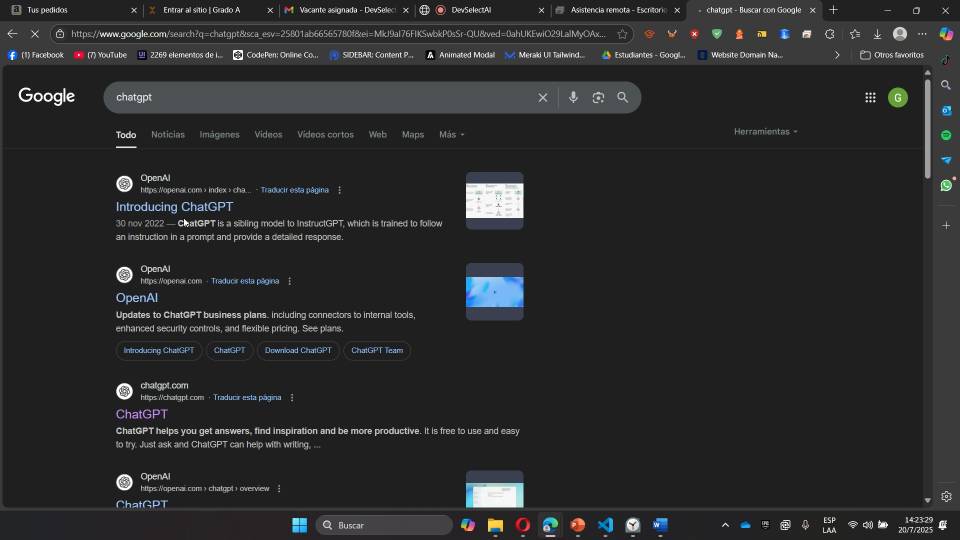 Tus pedidos
Entrar al sitio | Grado A
Vacante asignada - DevSelect
DevSelectAI
Asistencia remota - Escritorio
chatgpt - Buscar con Google
https://www.google.com/search?q=chatgpt&sca_esv=25801ab66565780f&ei=
(1) Facebook
(7) YouTube
2269 elementos de i...
CodePen: Online Co...
SIDEBAR: Content P...
Animated Modal
Meraki UI Tailwind...
Estudiantes - Googl...
Website Domain Na...
Otros favoritos
Google
chatgpt
G
Todo
Noticias
Imágenes
Vídeos
Vídeos cortos
Web
Maps
Más
Herramientas
OpenAI
https://openai.com › index › cha... · Traducir esta página
Introducing ChatGPT
30 nov 2022 — ChatGPT is a sibling model to InstructGPT, which is trained to follow
an instruction in a prompt and provide a detailed response.
OpenAI
https://openai.com · Traducir esta página
OpenAI
Updates to ChatGPT business plans. including connectors to internal tools,
enhanced security controls, and flexible pricing. See plans.
Introducing ChatGPT
ChatGPT
Download ChatGPT
ChatGPT Team
chatgpt.com
https://chatgpt.com · Traducir esta página
ChatGPT
ChatGPT helps you get answers, find inspiration and be more productive. It is free to use and easy
to try. Just ask and ChatGPT can help with writing, ...
OpenAI
https://openai.com › chatgpt › overview
ChatGPT
Buscar
ESP
LAA
14:23:29
20/7/2025